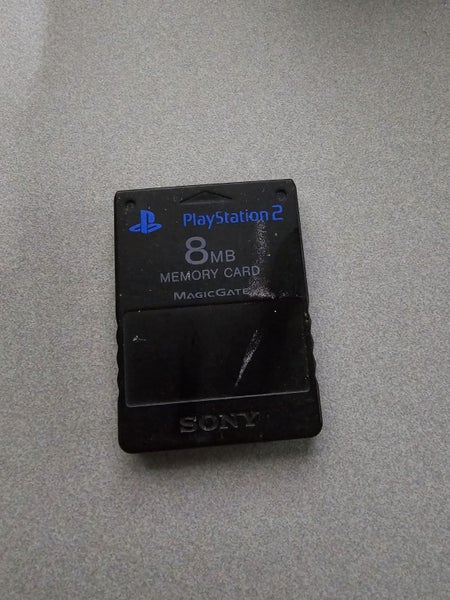 PlayStation 2
8MB
MEMORY CARD
MAGICGATE
SONY